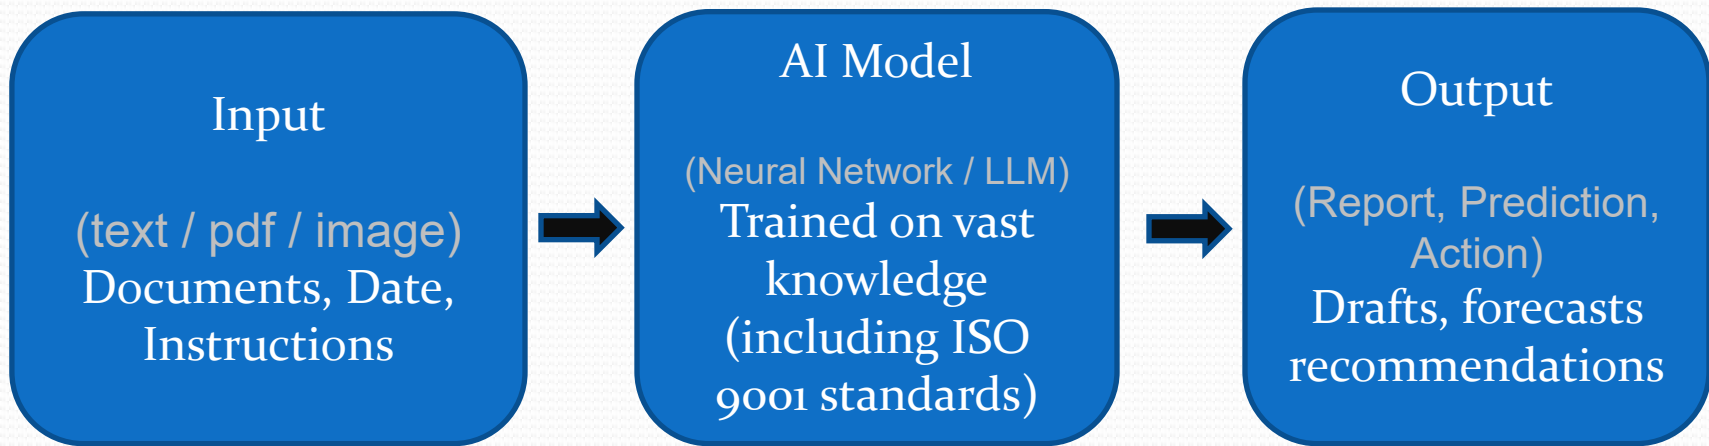 Input
(text / pdf / image)
Documents, Date,
Instructions
AI Model
(Neural Network / LLM)
Trained on vast
knowledge
(including ISO
9001 standards)
Output
(Report, Prediction,
Action)
Drafts, forecasts
recommendations